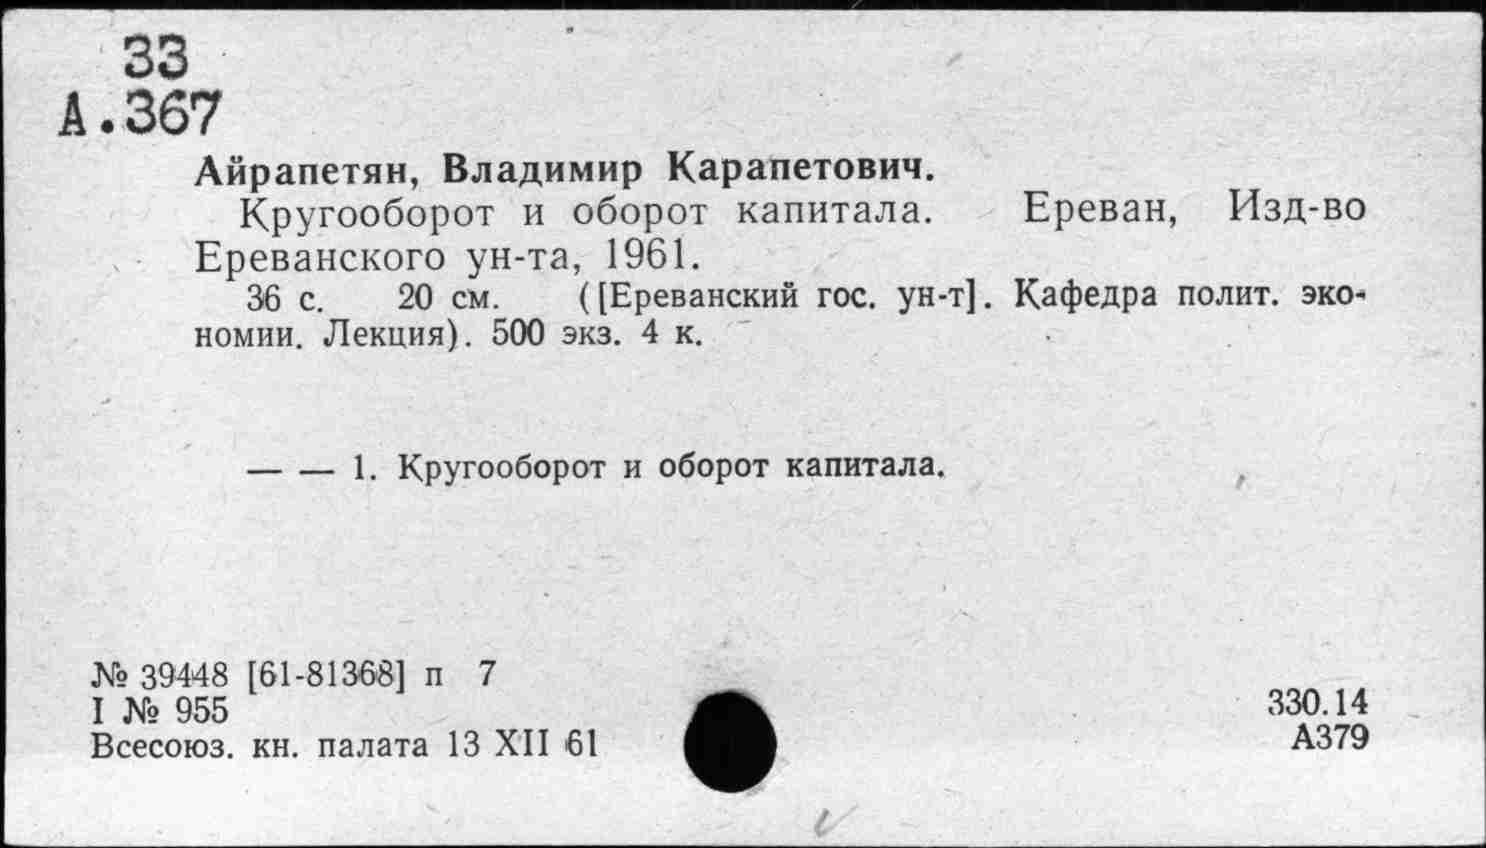 33
А.367
Айрапетян, Владимир Карапетович.
Кругооборот и оборот капитала. Ереван, Изд-во
Ереванского ун-та, 1961.
36 с. 20 см. ([Ереванский гос. ун-т]. Кафедра полит. эко-
номии. Лекция). 500 экз. 4 к.
— — 1. Кругооборот и оборот капитала.
№ 39448 [61-81368] п 7
I № 955
Всесоюз. кн. палата 13 XII 61
330.14
А379